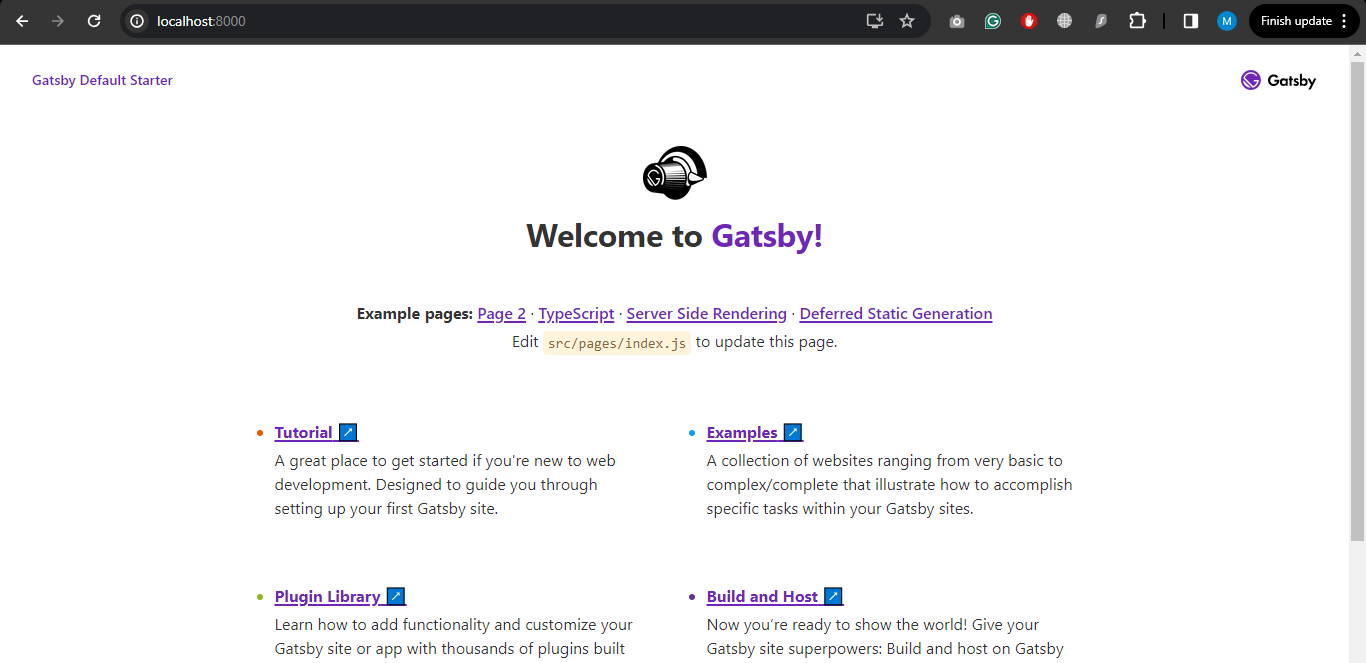 localhost:8000
M
Finish update
Gatsby Default Starter
Gatsby
Welcome to Gatsby!
Example pages: Page 2 · TypeScript · Server Side Rendering · Deferred Static Generation
Edit src/pages/index.js to update this page.
Tutorial
A great place to get started if you're new to web
development. Designed to guide you through
setting up your first Gatsby site.
Examples
A collection of websites ranging from very basic to
complex/complete that illustrate how to accomplish
specific tasks within your Gatsby sites.
Plugin Library
Learn how to add functionality and customize your
Gatsby site or app with thousands of plugins built
Build and Host
Now you’re ready to show the world! Give your
Gatsby site superpowers: Build and host on Gatsby